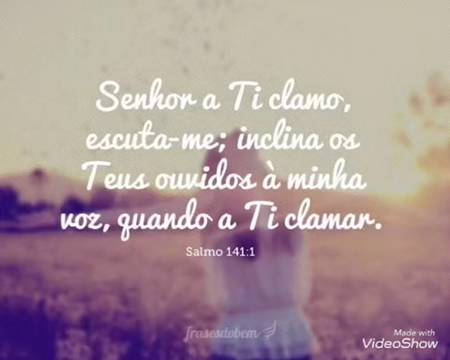 Senhor a Ti clamo,
escuta-me; inclina os
Teus ouvidos à minha
voz, quando a Ti clamar.
Salmo 141:1
frasesdobem
Made with
VideoShow